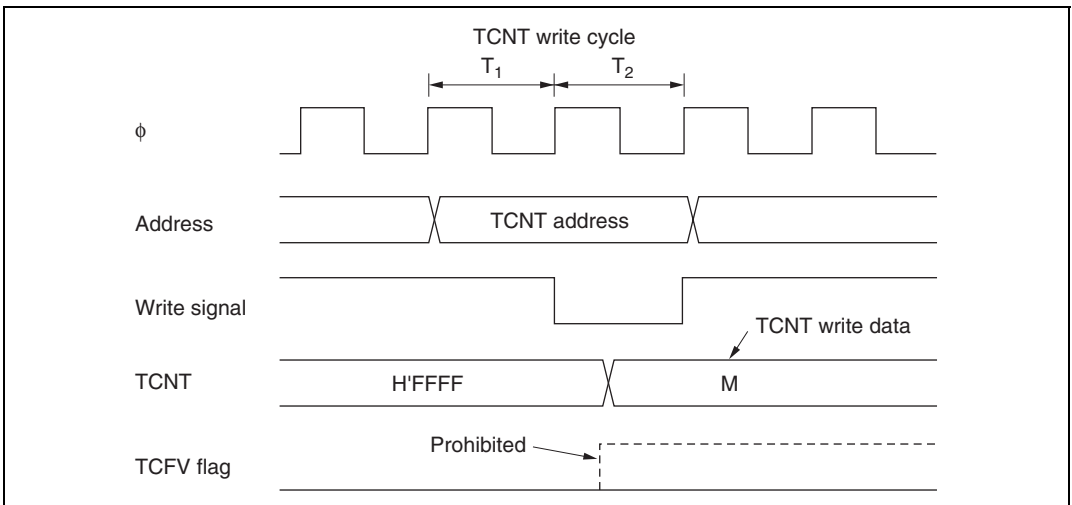 TCNT write cycle
T1 T2
ϕ
Address
TCNT address
Write signal
TCNT write data
TCNT
H'FFFF
M
Prohibited
TCFV flag